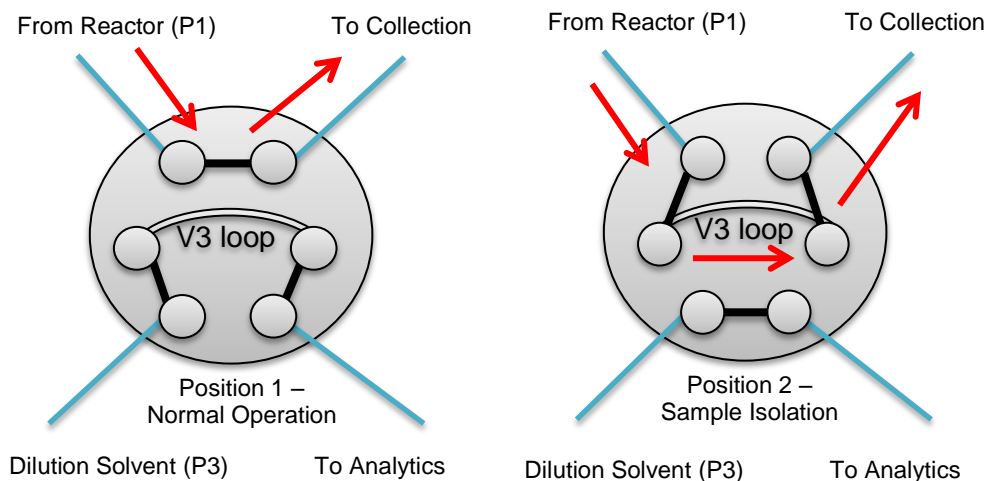 From Reactor (P1)
To Collection
V3 loop
Position 1 –
Normal Operation
Dilution Solvent (P3)
To Analytics
From Reactor (P1)
To Collection
V3 loop
Position 2 –
Sample Isolation
Dilution Solvent (P3)
To Analytics